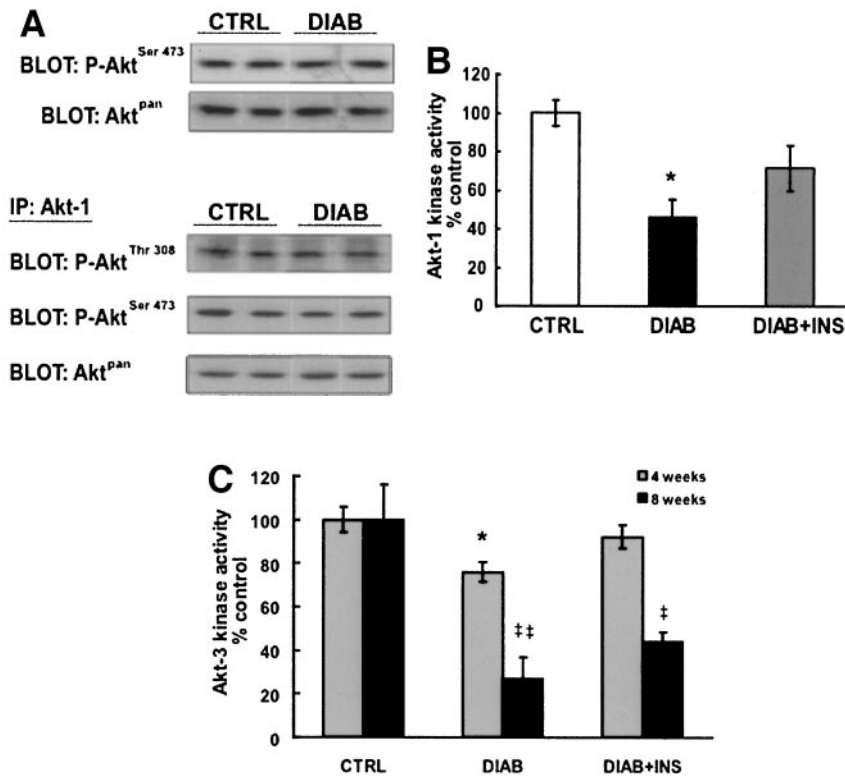 A
CTRL DIAB
BLOT: P-Akt Ser 473
BLOT: Akt pan
IP: Akt-1
CTRL DIAB
BLOT: P-Akt Thr 308
BLOT: P-Akt Ser 473
BLOT: Akt pan
B
Akt-1 kinase activity
% control
120
100
80
60
40
20
0
*
CTRL DIAB DIAB+INS
C
Akt-3 kinase activity
% control
120
100
80
60
40
20
0
4 weeks
8 weeks
*
‡‡
‡
CTRL DIAB DIAB+INS